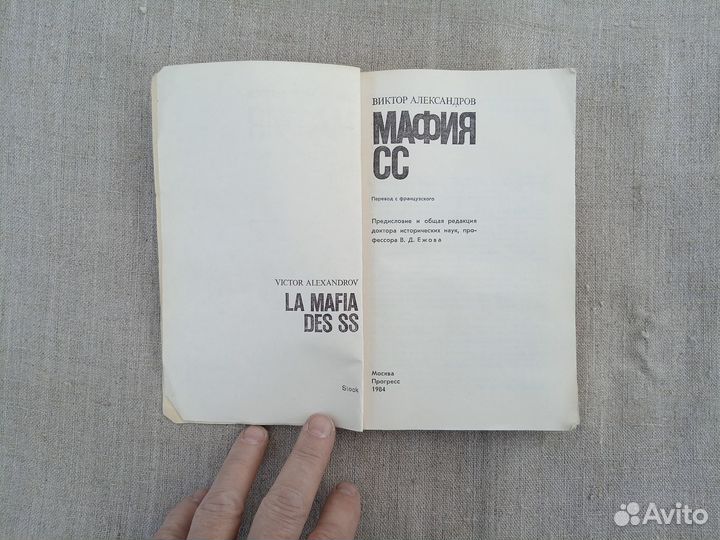 VICTOR ALEXANDROV
LA MAFIA
DES SS
Stock
ВИКТОР АЛЕКСАНДРОВ
МАФИЯ
СС
Перевод с французского
Предисловие и общая редакция
доктора исторических наук, про-
фессора В. Д. Ежова
Москва
Прогресс
1984
Avito